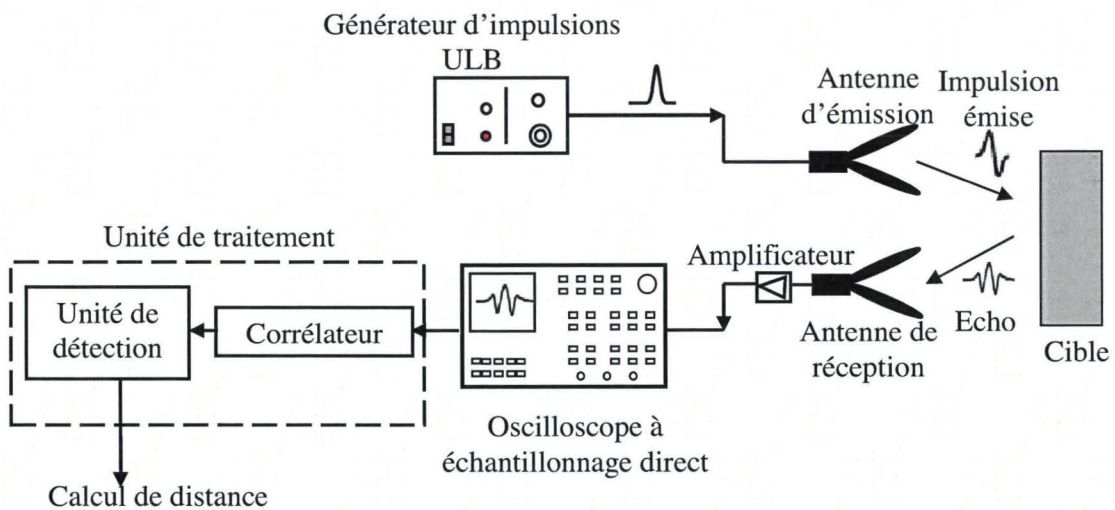 Générateur d'impulsions
ULB
Antenne
d'émission
Impulsion
émise
Unité de traitement
Amplificateur
Unité de
détection
Corrélateur
Antenne de
réception
Echo
Cible
Oscilloscope à
échantillonnage direct
Calcul de distance